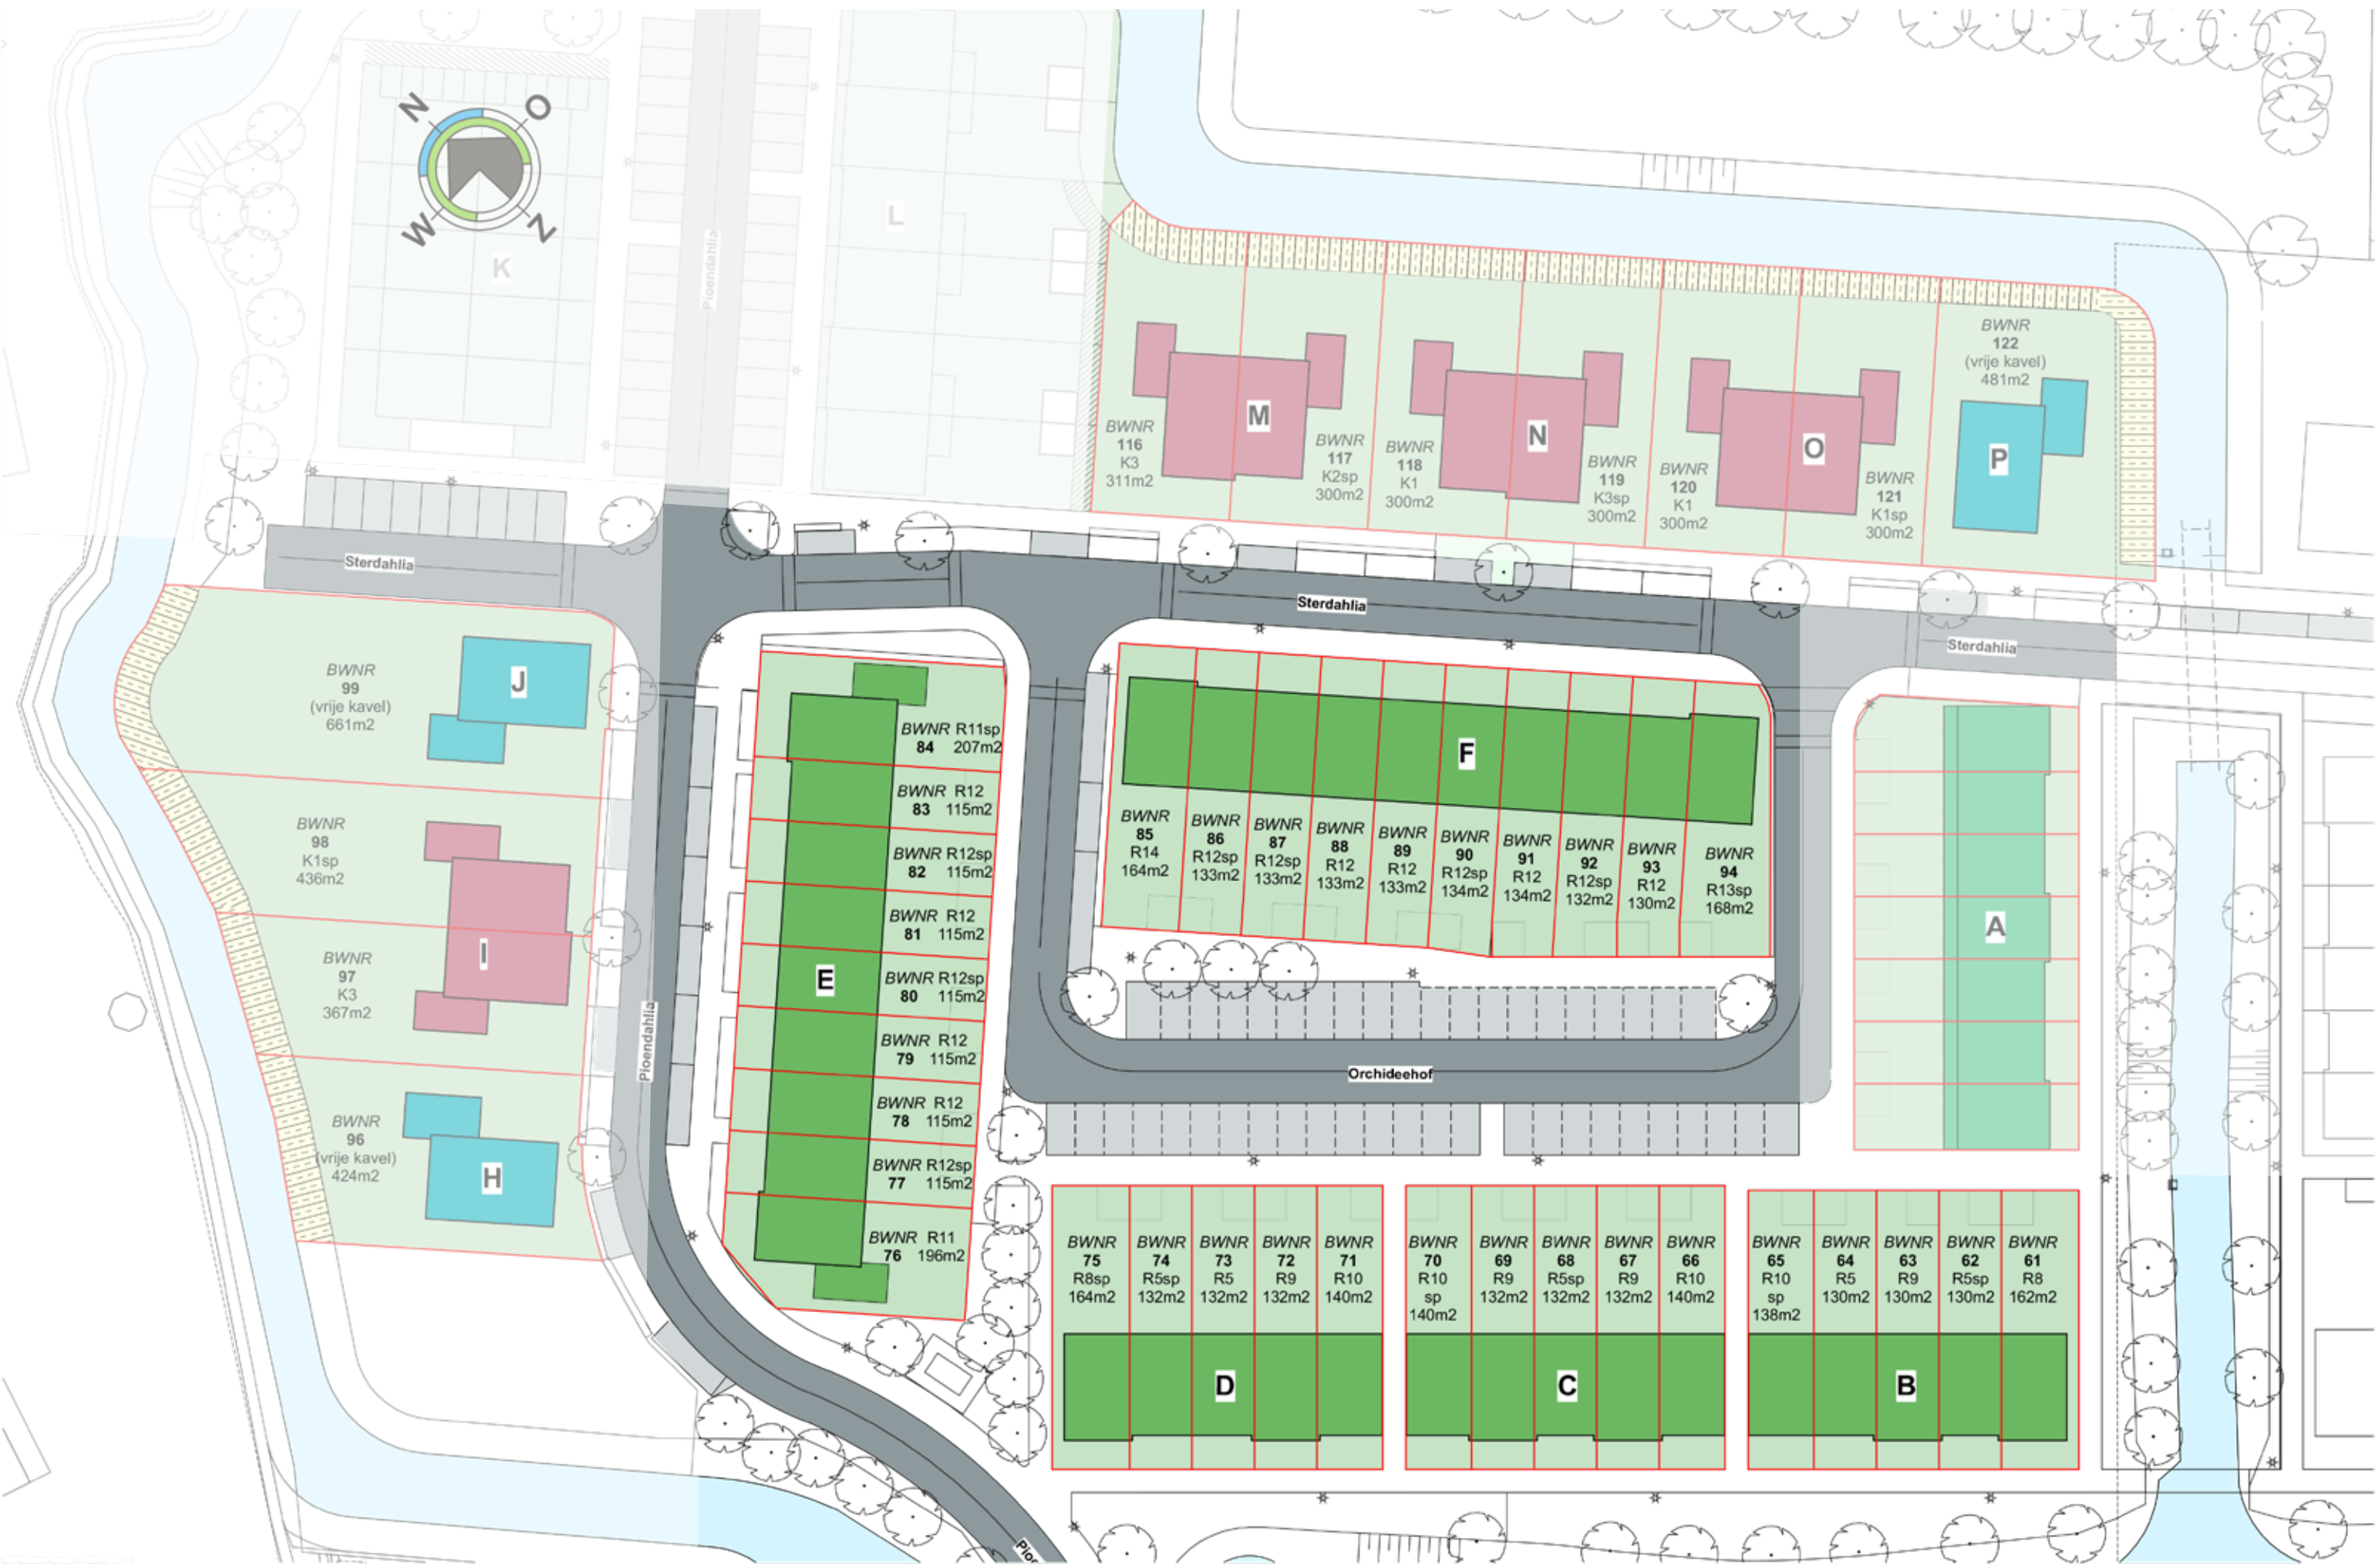 N
O
W
Z
K
L
Pioendahlia
M
N
O
P
BWNR
116
K3
311m2
BWNR
117
K2sp
300m2
BWNR
118
K1
300m2
BWNR
119
K3sp
300m2
BWNR
120
K1
300m2
BWNR
121
K1sp
300m2
BWNR
122
(vrije kavel)
481m2
Sterdahlia
Sterdahlia
Sterdahlia
J
BWNR
99
(vrije kavel)
661m2
BWNR
98
K1sp
436m2
I
BWNR
97
K3
367m2
H
BWNR
96
(vrije kavel)
424m2
Pioendahlia
E
BWNR R11sp
84 207m2
BWNR R12
83 115m2
BWNR R12sp
82 115m2
BWNR R12
81 115m2
BWNR R12sp
80 115m2
BWNR R12
79 115m2
BWNR R12
78 115m2
BWNR R12sp
77 115m2
BWNR R11
76 196m2
F
BWNR
85
R14
164m2
BWNR
86
R12sp
133m2
BWNR
87
R12sp
133m2
BWNR
88
R12
133m2
BWNR
89
R12
133m2
BWNR
90
R12sp
134m2
BWNR
91
R12
134m2
BWNR
92
R12sp
132m2
BWNR
93
R12
130m2
BWNR
94
R13sp
168m2
A
Orchideehof
BWNR
75
R8sp
164m2
BWNR
74
R5sp
132m2
BWNR
73
R5
132m2
BWNR
72
R9
132m2
BWNR
71
R10
140m2
D
BWNR
70
R10
sp
140m2
BWNR
69
R9
132m2
BWNR
68
R5sp
132m2
BWNR
67
R9
132m2
BWNR
66
R10
140m2
C
BWNR
65
R10
sp
138m2
BWNR
64
R5
130m2
BWNR
63
R9
130m2
BWNR
62
R5sp
130m2
BWNR
61
R8
162m2
B
Pioe